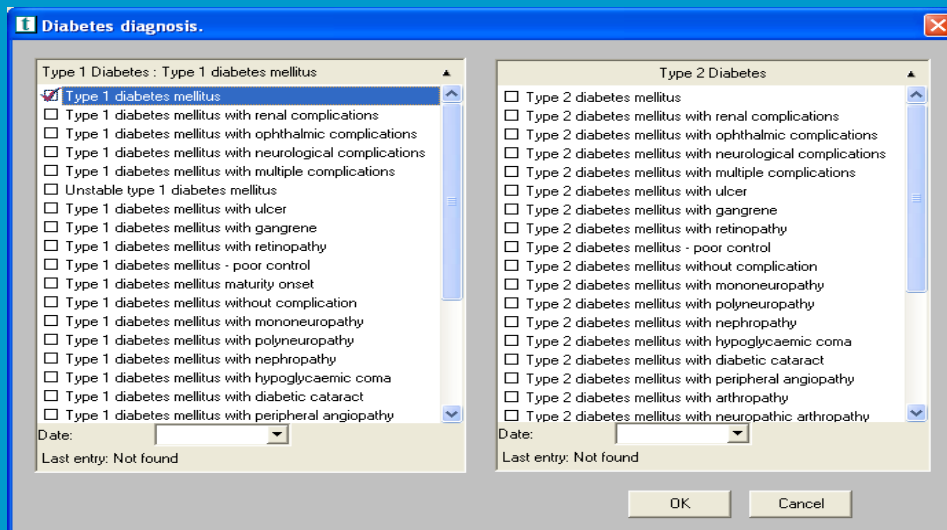 t Diabetes diagnosis.
Type 1 Diabetes : Type 1 diabetes mellitus
Type 1 diabetes mellitus
Type 1 diabetes mellitus with renal complications
Type 1 diabetes mellitus with ophthalmic complications
Type 1 diabetes mellitus with neurological complications
Type 1 diabetes mellitus with multiple complications
Unstable type 1 diabetes mellitus
Type 1 diabetes mellitus with ulcer
Type 1 diabetes mellitus with gangrene
Type 1 diabetes mellitus with retinopathy
Type 1 diabetes mellitus - poor control
Type 1 diabetes mellitus maturity onset
Type 1 diabetes mellitus without complication
Type 1 diabetes mellitus with mononeuropathy
Type 1 diabetes mellitus with polyneuropathy
Type 1 diabetes mellitus with nephropathy
Type 1 diabetes mellitus with hypoglycaemic coma
Type 1 diabetes mellitus with diabetic cataract
Type 1 diabetes mellitus with peripheral angiopathy
Date:
Last entry: Not found
Type 2 Diabetes
Type 2 diabetes mellitus
Type 2 diabetes mellitus with renal complications
Type 2 diabetes mellitus with ophthalmic complications
Type 2 diabetes mellitus with neurological complications
Type 2 diabetes mellitus with multiple complications
Type 2 diabetes mellitus with ulcer
Type 2 diabetes mellitus with gangrene
Type 2 diabetes mellitus with retinopathy
Type 2 diabetes mellitus - poor control
Type 2 diabetes mellitus without complication
Type 2 diabetes mellitus with mononeuropathy
Type 2 diabetes mellitus with polyneuropathy
Type 2 diabetes mellitus with nephropathy
Type 2 diabetes mellitus with hypoglycaemic coma
Type 2 diabetes mellitus with diabetic cataract
Type 2 diabetes mellitus with peripheral angiopathy
Type 2 diabetes mellitus with arthropathy
Type 2 diabetes mellitus with neuropathic arthropathy
Date:
Last entry: Not found
OK
Cancel